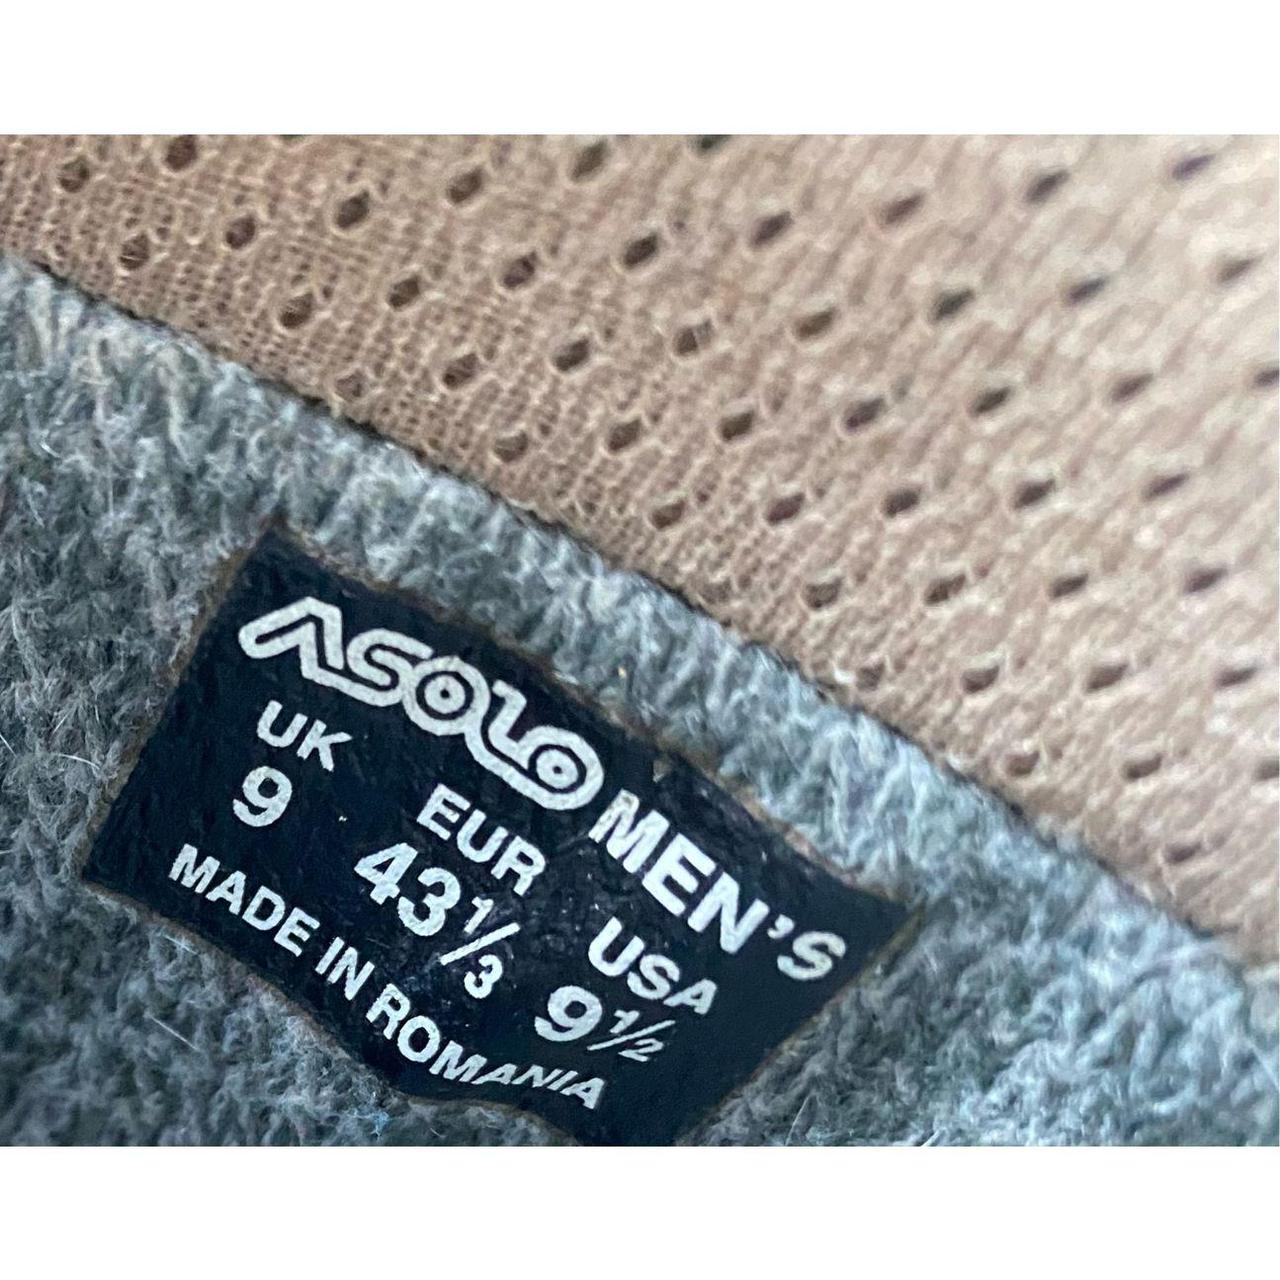 ASOLO MEN'S
UK EUR USA
9 43 1/3 9 1/2
MADE IN ROMANIA